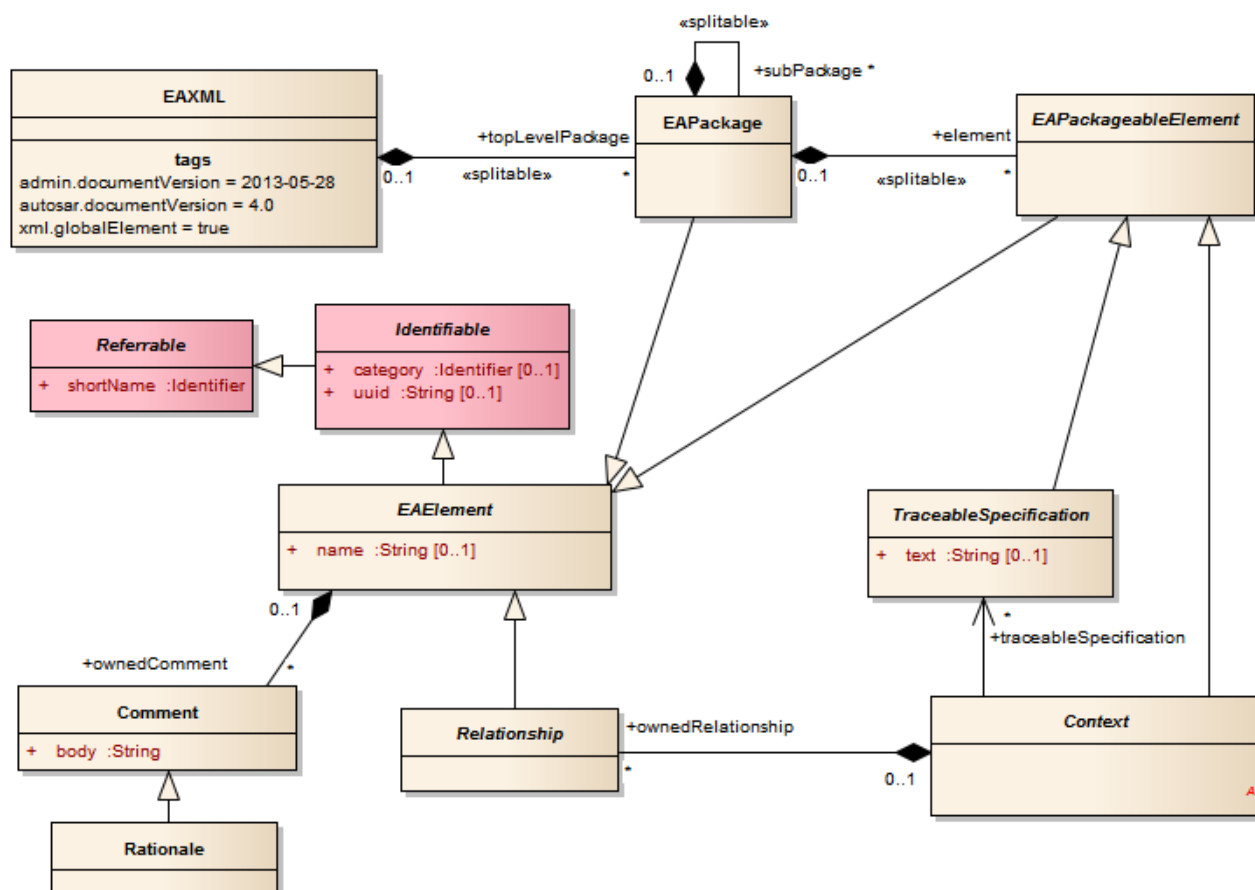 «splitable»
0..1
+subPackage *
EAXML
tags
admin.documentVersion = 2013-05-28
autosar.documentVersion = 4.0
xml.globalElement = true
0..1
+topLevelPackage
«splitable»
*
EAPackage
0..1
+element
«splitable»
*
EAPackageableElement
Referrable
+ shortName :Identifier
Identifiable
+ category :Identifier [0..1]
+ uuid :String [0..1]
EAElement
+ name :String [0..1]
TraceableSpecification
+ text :String [0..1]
0..1
+ownedComment
*
*
+traceableSpecification
Comment
+ body :String
Relationship
+ownedRelationship
*
0..1
Context
A
Rationale